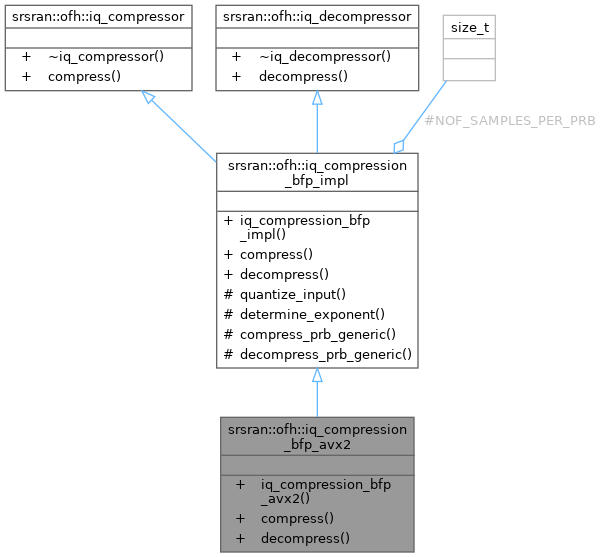 srsran::ofh::iq_compressor
+ ~iq_compressor()
+ compress()
srsran::ofh::iq_decompressor
+ ~iq_decompressor()
+ decompress()
size_t
#NOF_SAMPLES_PER_PRB
srsran::ofh::iq_compression
_bfp_impl
+ iq_compression_bfp
_impl()
+ compress()
+ decompress()
# quantize_input()
# determine_exponent()
# compress_prb_generic()
# decompress_prb_generic()
srsran::ofh::iq_compression
_bfp_avx2
+ iq_compression_bfp
_avx2()
+ compress()
+ decompress()